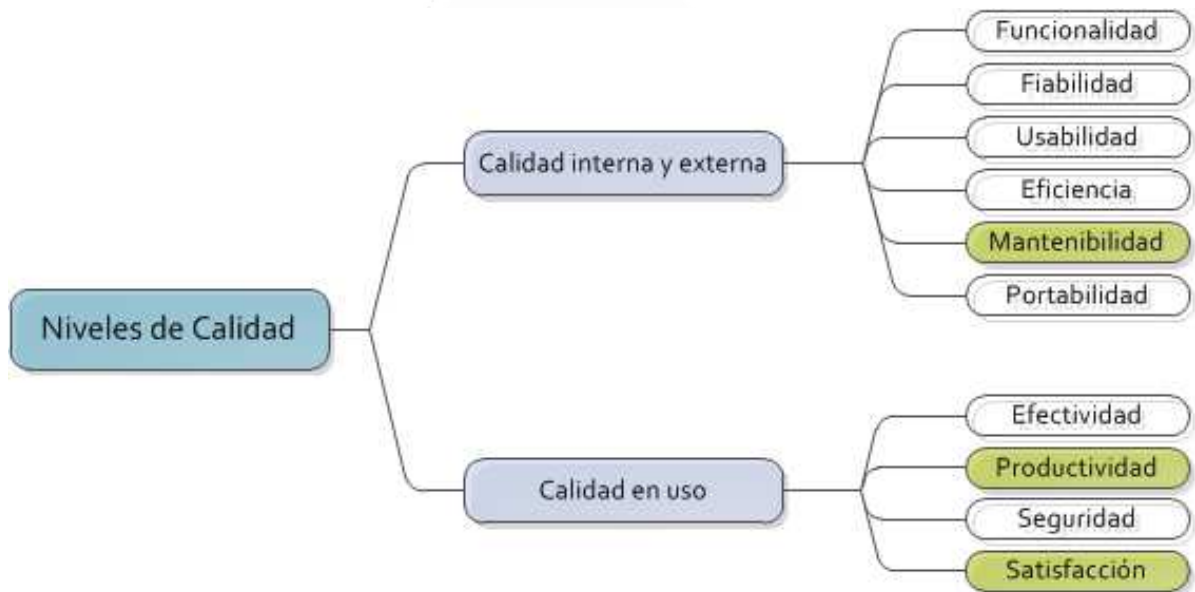 Niveles de Calidad
Calidad interna y externa
Funcionalidad
Fiabilidad
Usabilidad
Eficiencia
Mantenibilidad
Portabilidad
Calidad en uso
Efectividad
Productividad
Seguridad
Satisfacción